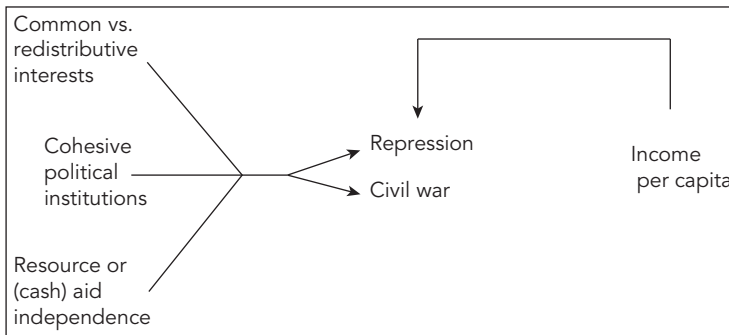 Common vs.
redistributive
interests
Cohesive
political
institutions
Resource or
(cash) aid
independence
Repression
Civil war
Income
per capita